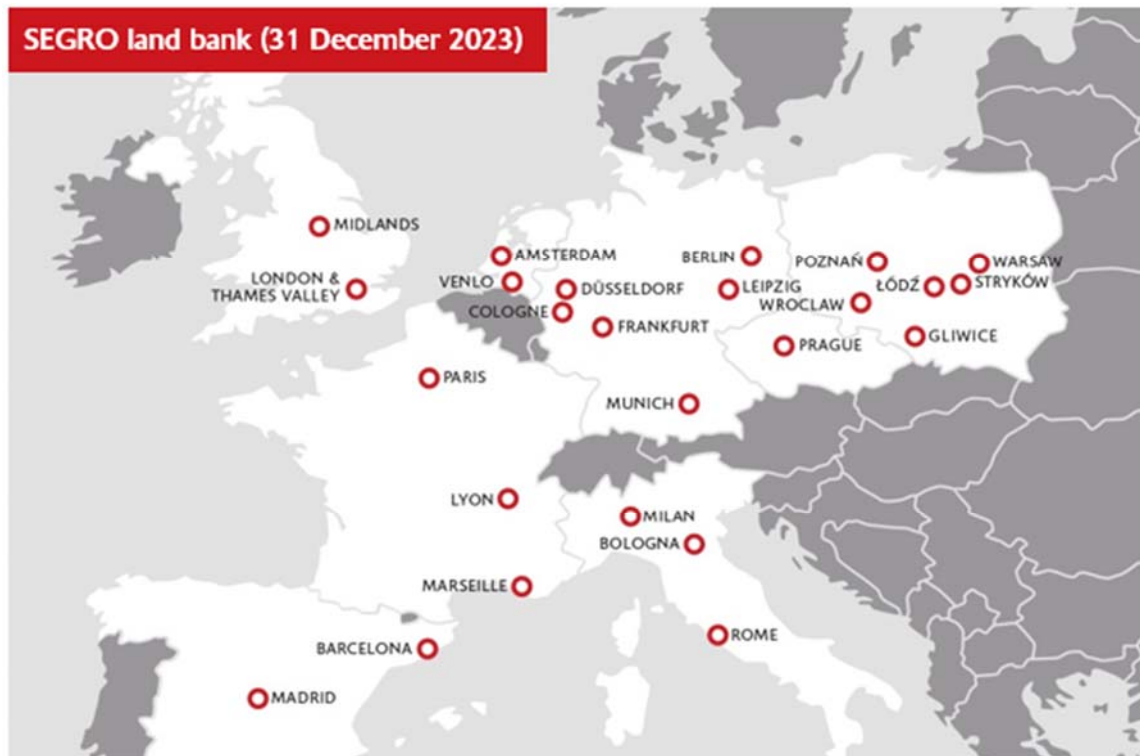 SEGRO land bank (31 December 2023)
MIDLANDS
LONDON &
THAMES VALLEY
AMSTERDAM
VENLO
DÜSSELDORF
COLOGNE
FRANKFURT
BERLIN
LEIPZIG
POZNAŃ
WARSAW
ŁÓDŹ
STRYKÓW
WROCLAW
GLIWICE
PRAGUE
PARIS
MUNICH
LYON
MILAN
BOLOGNA
MARSEILLE
BARCELONA
ROME
MADRID